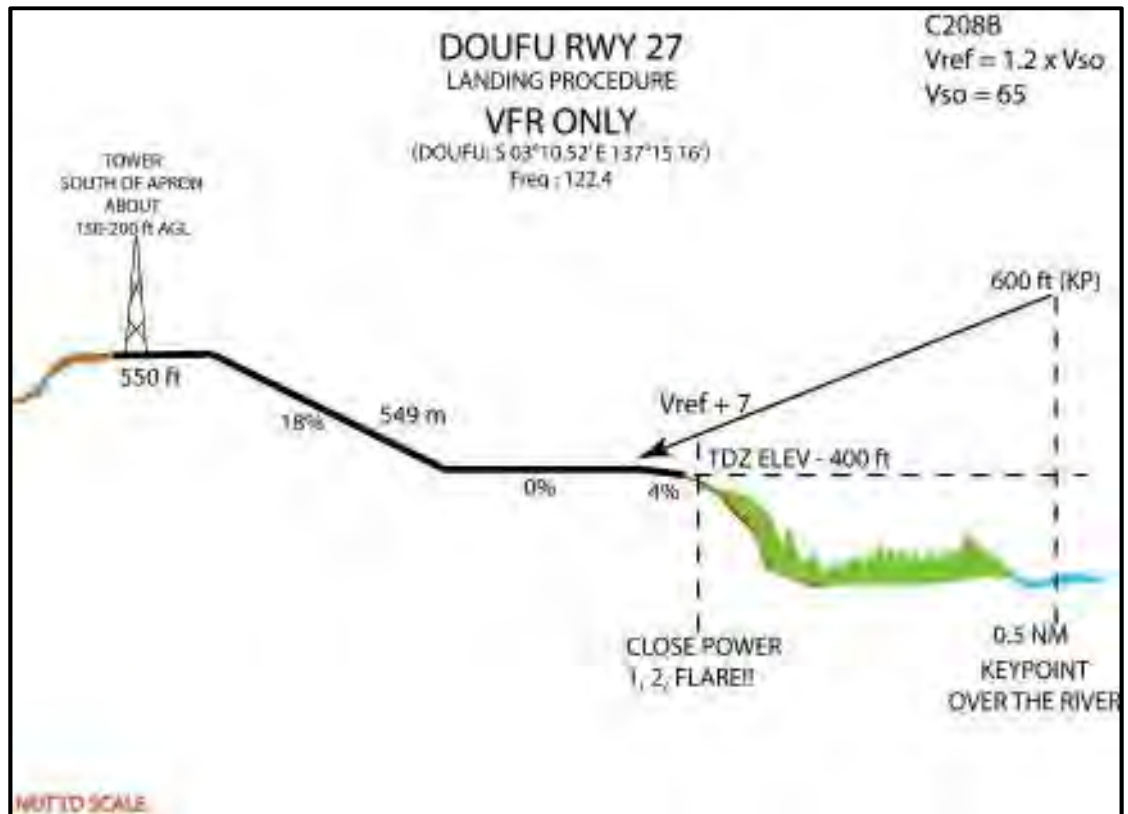 DOUFU RWY 27
LANDING PROCEDURE
VFR ONLY
(DOUFU: S 03°10.52' E 137°15.16')
Freq : 122.4
C208B
Vref = 1.2 x Vso
Vso = 65
TOWER
SOUTH OF APRON
ABOUT
150-200 ft AGL
600 ft (KP)
550 ft
18%
549 m
Vref + 7
TDZ ELEV - 400 ft
0%
4%
CLOSE POWER
1, 2, FLARE!!
0.5 NM
KEYPOINT
OVER THE RIVER
NOT TO SCALE